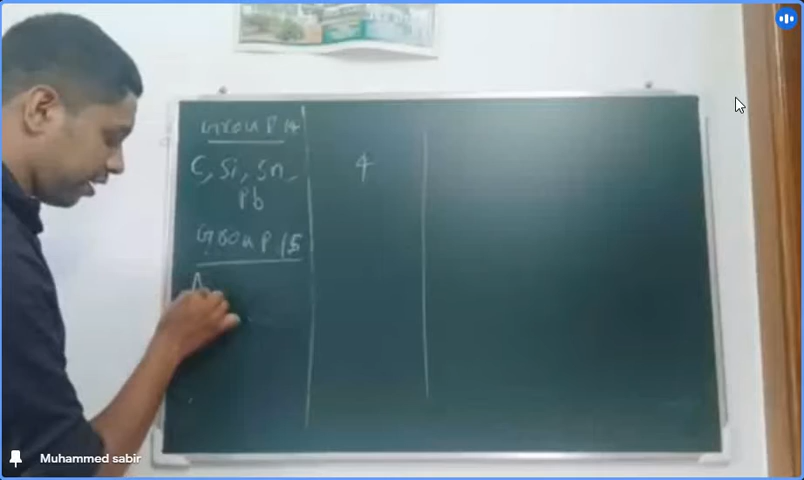 Group 14
C, Si, Sn, 4
Pb
Group 15
A
Muhammed sabir